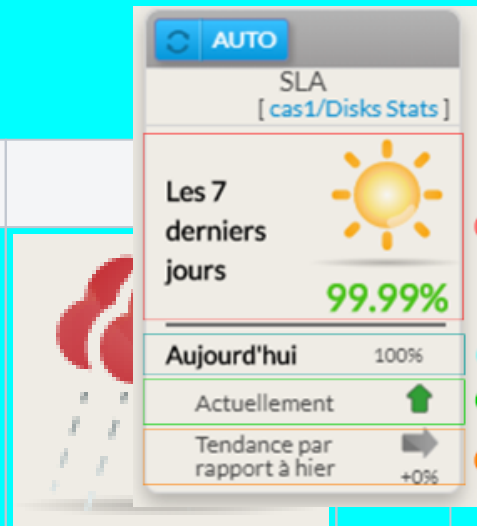 AUTO
SLA
[ cas1/Disks Stats ]
Les 7
derniers
jours
99.99%
Aujourd'hui 100%
Actuellement
Tendance par
rapport à hier
+0%